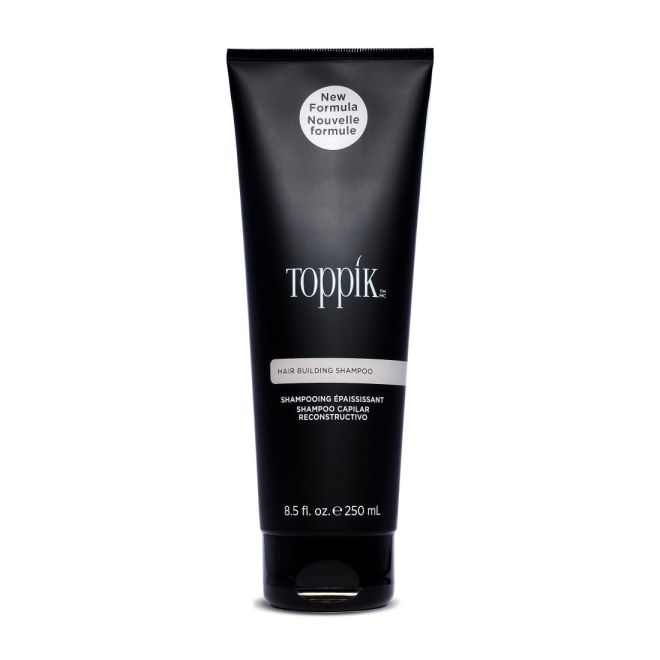 New
Formula
Nouvelle
formule
Toppík TM MC
HAIR BUILDING SHAMPOO
SHAMPOOING ÉPAISSISSANT
SHAMPOO CAPILAR
RECONSTRUCTIVO
8.5 fl. oz. ℮ 250 mL